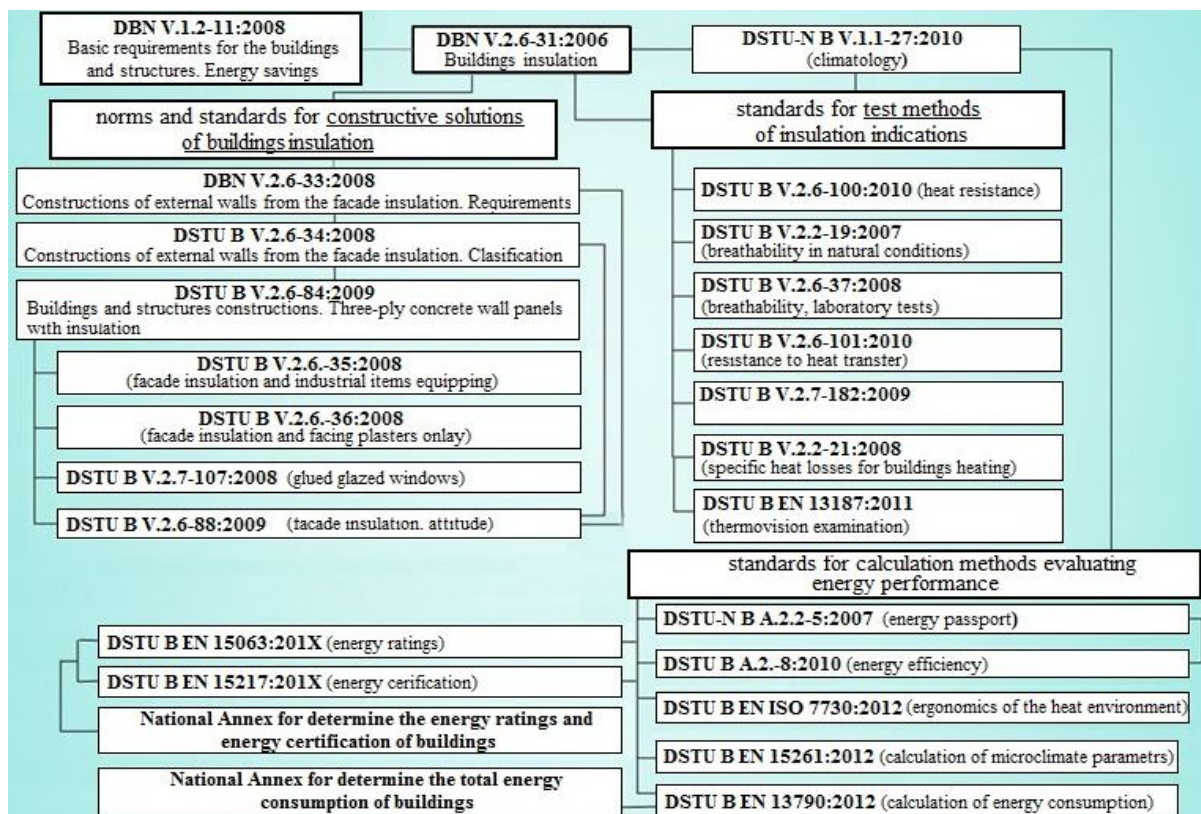 DBN V.1.2-11:2008
Basic requirements for the buildings
and structures. Energy savings
DBN V.2.6-31:2006
Buildings insulation
DSTU-N B V.1.1-27:2010
(climatology)
norms and standards for constructive solutions
of buildings insulation
standards for test methods
of insulation indications
DBN V.2.6-33:2008
Constructions of external walls from the facade insulation. Requirements
DSTU B V.2.6-34:2008
Constructions of external walls from the facade insulation. Clasification
DSTU B V.2.6-84:2009
Buildings and structures constructions. Three-ply concrete wall panels
with insulation
DSTU B V.2.6.-35:2008
(facade insulation and industrial items equipping)
DSTU B V.2.6.-36:2008
(facade insulation and facing plasters onlay)
DSTU B V.2.7-107:2008 (glued glazed windows)
DSTU B V.2.6-88:2009 (facade insulation. attitude)
DSTU B V.2.6-100:2010 (heat resistance)
DSTU B V.2.2-19:2007
(breathability in natural conditions)
DSTU B V.2.6-37:2008
(breathability, laboratory tests)
DSTU B V.2.6-101:2010
(resistance to heat transfer)
DSTU B V.2.7-182:2009
DSTU B V.2.2-21:2008
(specific heat losses for buildings heating)
DSTU B EN 13187:2011
(thermovision examination)
standards for calculation methods evaluating
energy performance
DSTU-N B A.2.2-5:2007 (energy passport)
DSTU B A.2.-8:2010 (energy efficiency)
DSTU B EN ISO 7730:2012 (ergonomics of the heat environment)
DSTU B EN 15261:2012 (calculation of microclimate parametrs)
DSTU B EN 13790:2012 (calculation of energy consumption)
DSTU B EN 15063:201X (energy ratings)
DSTU B EN 15217:201X (energy cerification)
National Annex for determine the energy ratings and
energy certification of buildings
National Annex for determine the total energy
consumption of buildings